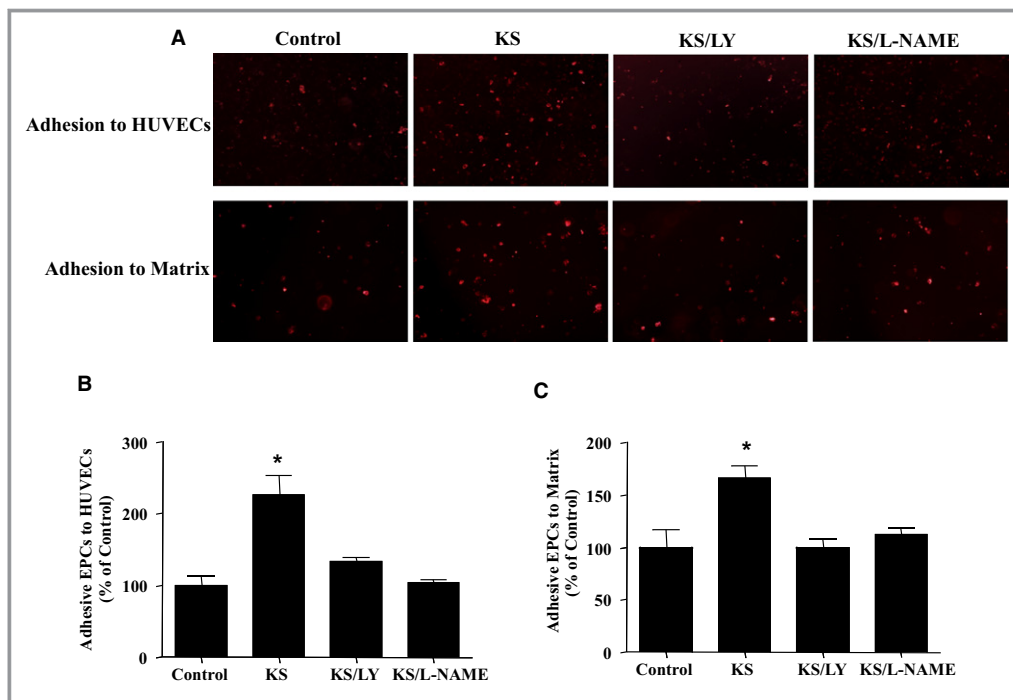 A
Control KS KS/LY KS/L-NAME
Adhesion to HUVECs
Adhesion to Matrix
B
Adhesive EPCs to HUVECs
(% of Control)
300
200
100
0
Control KS KS/LY KS/L-NAME
*
C
Adhesive EPCs to Matrix
(% of Control)
200
150
100
50
0
Control KS KS/LY KS/L-NAME
*